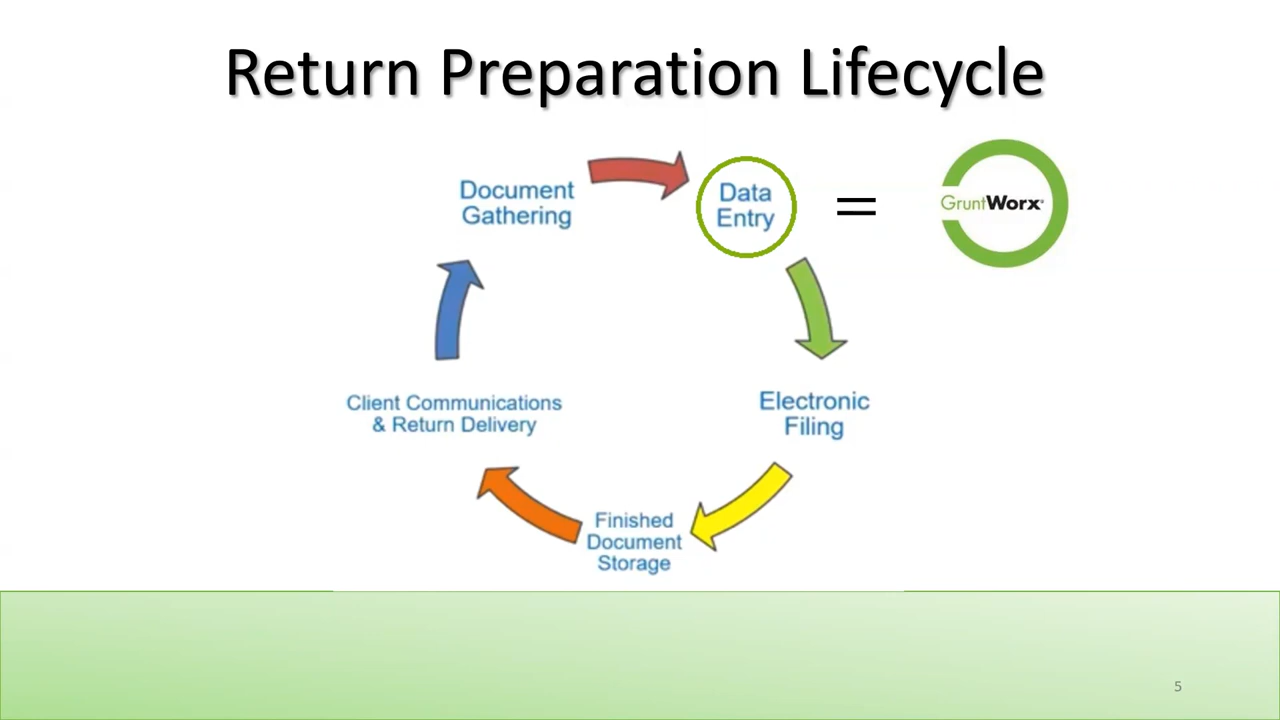 Return Preparation Lifecycle
Document
Gathering
Data
Entry
=
GruntWorx®
Electronic
Filing
Finished
Document
Storage
Client Communications
& Return Delivery
5